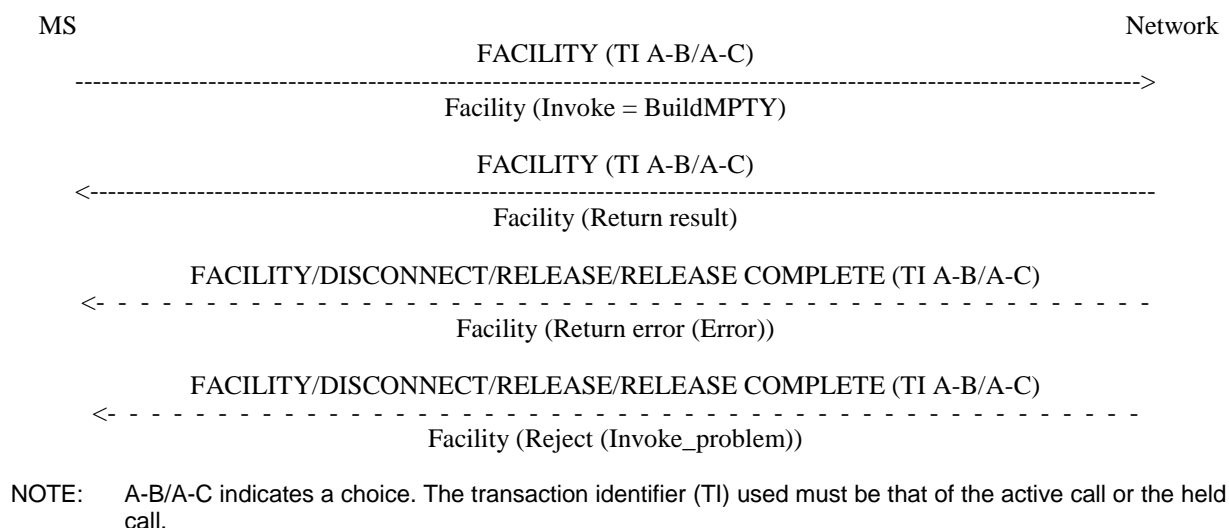 MS Network
FACILITY (TI A-B/A-C)
------------------------------------------------------------------------------------------------------------------------>
Facility (Invoke = BuildMPTY)
FACILITY (TI A-B/A-C)
<------------------------------------------------------------------------------------------------------------------------
Facility (Return result)
FACILITY/DISCONNECT/RELEASE/RELEASE COMPLETE (TI A-B/A-C)
<- - - - - - - - - - - - - - - - - - - - - - - - - - - - - - - - - - - -
Facility (Return error (Error))
FACILITY/DISCONNECT/RELEASE/RELEASE COMPLETE (TI A-B/A-C)
<- - - - - - - - - - - - - - - - - - - - - - - - - - - - - - - - - - - -
Facility (Reject (Invoke_problem))
NOTE: A-B/A-C indicates a choice. The transaction identifier (TI) used must be that of the active call or the held
call.